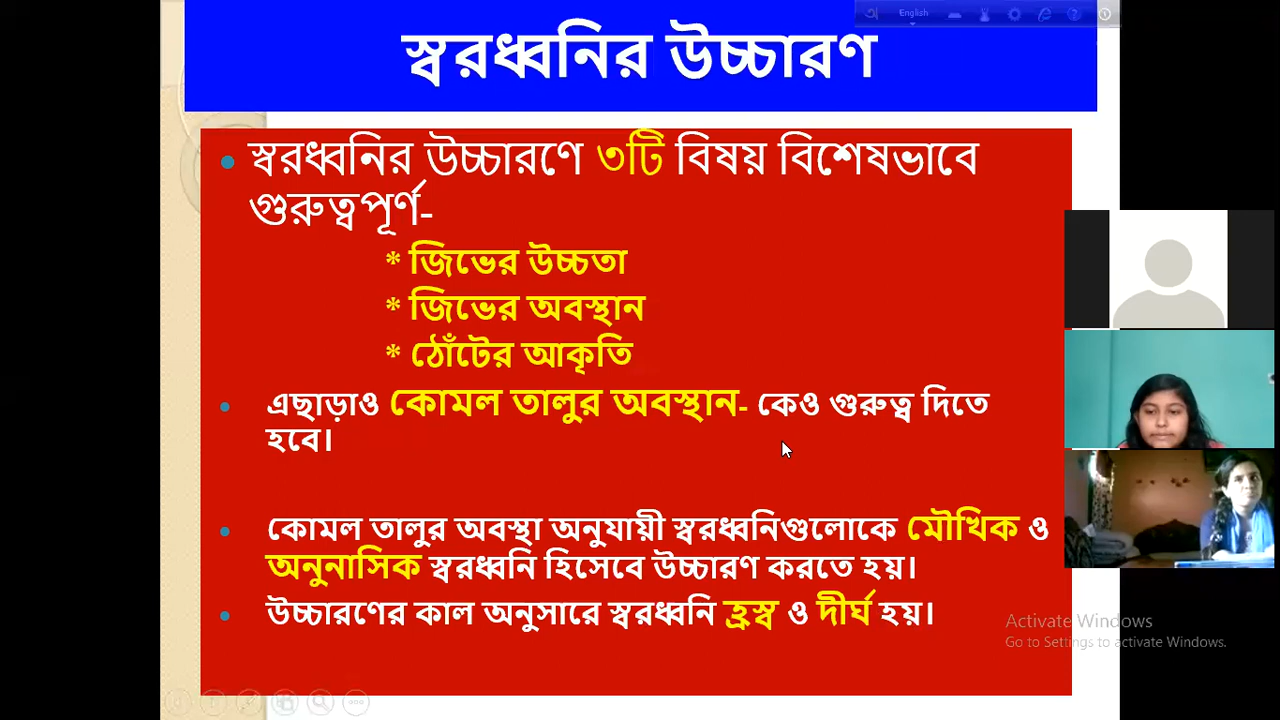 English
স্বরধ্বনির উচ্চারণ
• স্বরধ্বনির উচ্চারণে ৩টি বিষয় বিশেষভাবে
গুরুত্বপূর্ণ-
* জিভের উচ্চতা
* জিভের অবস্থান
* ঠোঁটের আকৃতি
• এছাড়াও কোমল তালুর অবস্থান- কেও গুরুত্ব দিতে
হবে।
• কোমল তালুর অবস্থা অনুযায়ী স্বরধ্বনিগুলোকে মৌখিক ও
অনুনাসিক স্বরধ্বনি হিসেবে উচ্চারণ করতে হয়।
• উচ্চারণের কাল অনুসারে স্বরধ্বনি হ্রস্ব ও দীর্ঘ হয়।
Activate Windows
Go to Settings to activate Windows.